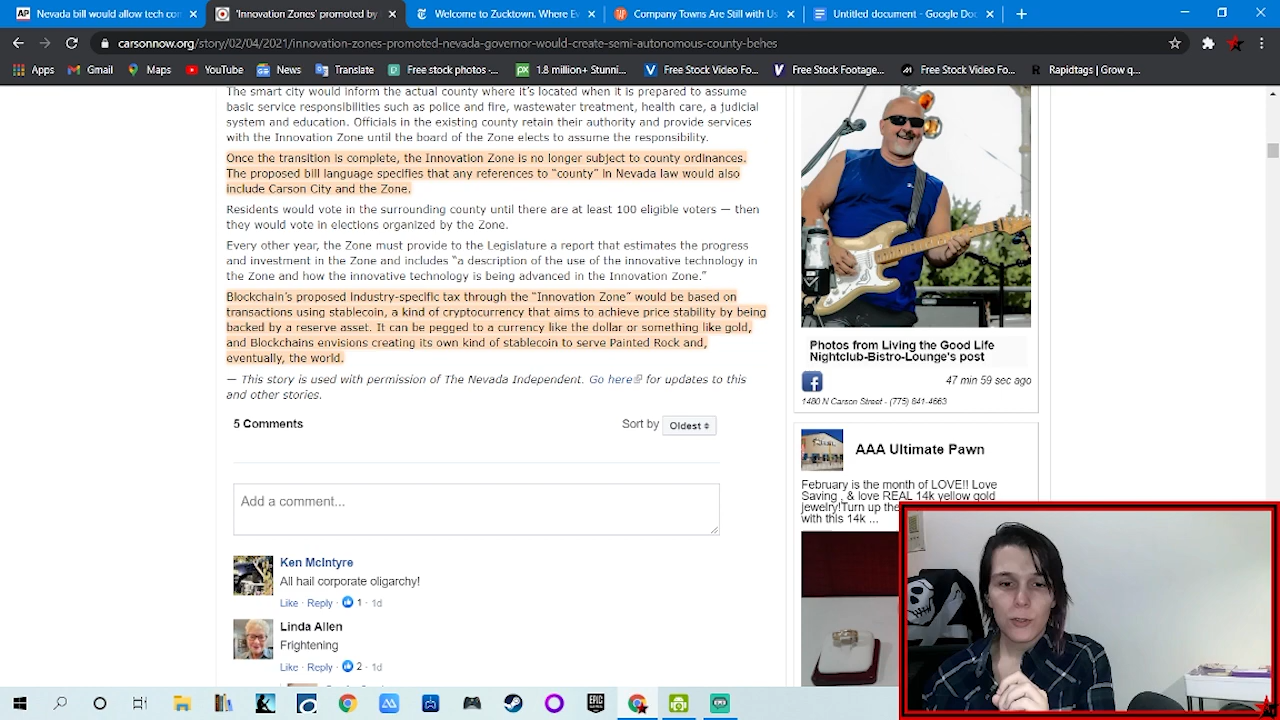 Nevada bill would allow tech con
'Innovation Zones' promoted by
Welcome to Zucktown. Where Ev
Company Towns Are Still with Us
Untitled document - Google Doc
carsonnow.org/story/02/04/2021/innovation-zones-promoted-nevada-governor-would-create-semi-autonomous-county-behes
Apps
Gmail
Maps
YouTube
News
Translate
Free stock photos ·...
1.8 million+ Stunni...
Free Stock Video Fo...
Free Stock Footage...
Free Stock Video Fo...
Rapidtags | Grow q...
The smart city would inform the actual county where it's located when it is prepared to assume
basic service responsibilities such as police and fire, wastewater treatment, health care, a judicial
system and education. Officials in the existing county retain their authority and provide services
with the Innovation Zone until the board of the Zone elects to assume the responsibility.
Once the transition is complete, the Innovation Zone is no longer subject to county ordinances.
The proposed bill language specifies that any references to "county" in Nevada law would also
include Carson City and the Zone.
Residents would vote in the surrounding county until there are at least 100 eligible voters — then
they would vote in elections organized by the Zone.
Every other year, the Zone must provide to the Legislature a report that estimates the progress
and investment in the Zone and includes "a description of the use of the innovative technology in
the Zone and how the innovative technology is being advanced in the Innovation Zone."
Blockchain's proposed industry-specific tax through the "Innovation Zone" would be based on
transactions using stablecoin, a kind of cryptocurrency that aims to achieve price stability by being
backed by a reserve asset. It can be pegged to a currency like the dollar or something like gold,
and Blockchains envisions creating its own kind of stablecoin to serve Painted Rock and,
eventually, the world.
— This story is used with permission of The Nevada Independent. Go here for updates to this
and other stories.
5 Comments
Sort by Oldest
Add a comment...
Ken McIntyre
All hail corporate oligarchy!
Like · Reply · 1 · 1d
Linda Allen
Frightening
Like · Reply · 2 · 1d
Photos from Living the Good Life
Nightclub-Bistro-Lounge's post
47 min 59 sec ago
1480 N Carson Street - (775) 841-4663
AAA Ultimate Pawn
February is the month of LOVE!! Love
Saving , & love REAL 14k yellow gold
jewelry!Turn up the
with this 14k ...